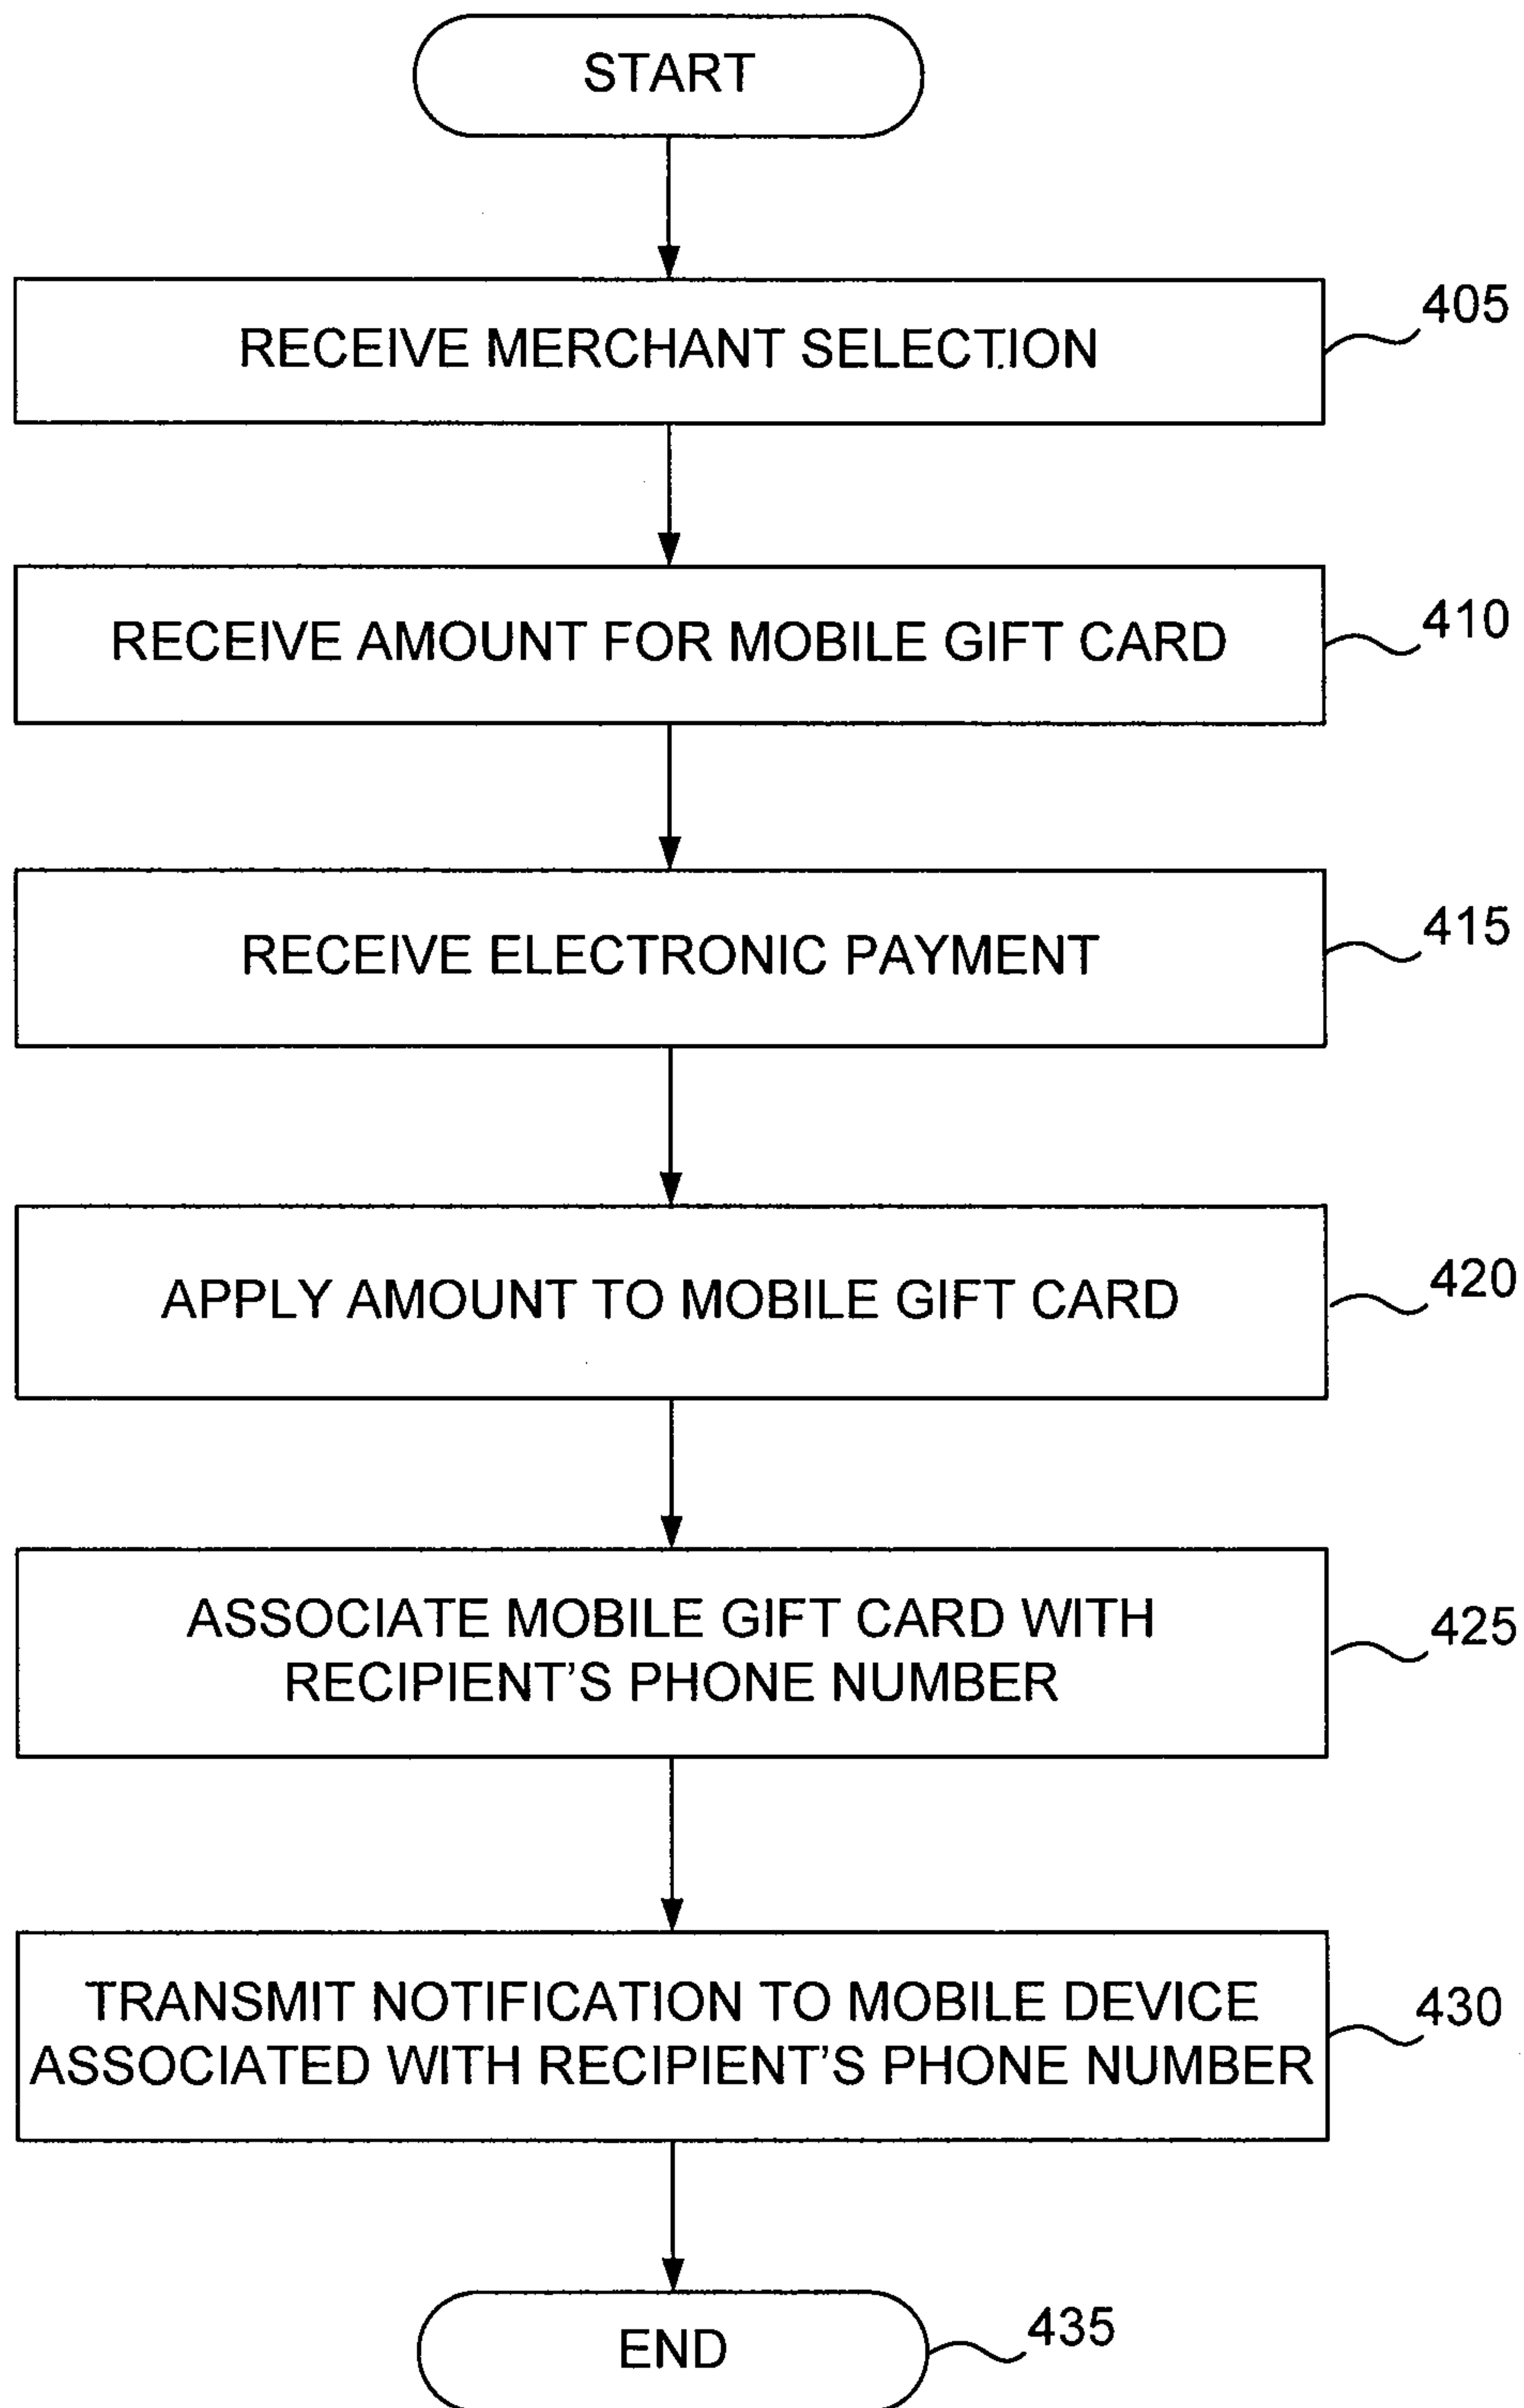 START
RECEIVE MERCHANT SELECTION
405
RECEIVE AMOUNT FOR MOBILE GIFT CARD
410
RECEIVE ELECTRONIC PAYMENT
415
APPLY AMOUNT TO MOBILE GIFT CARD
420
ASSOCIATE MOBILE GIFT CARD WITH
RECIPIENT'S PHONE NUMBER
425
TRANSMIT NOTIFICATION TO MOBILE DEVICE
ASSOCIATED WITH RECIPIENT'S PHONE NUMBER
430
END
435